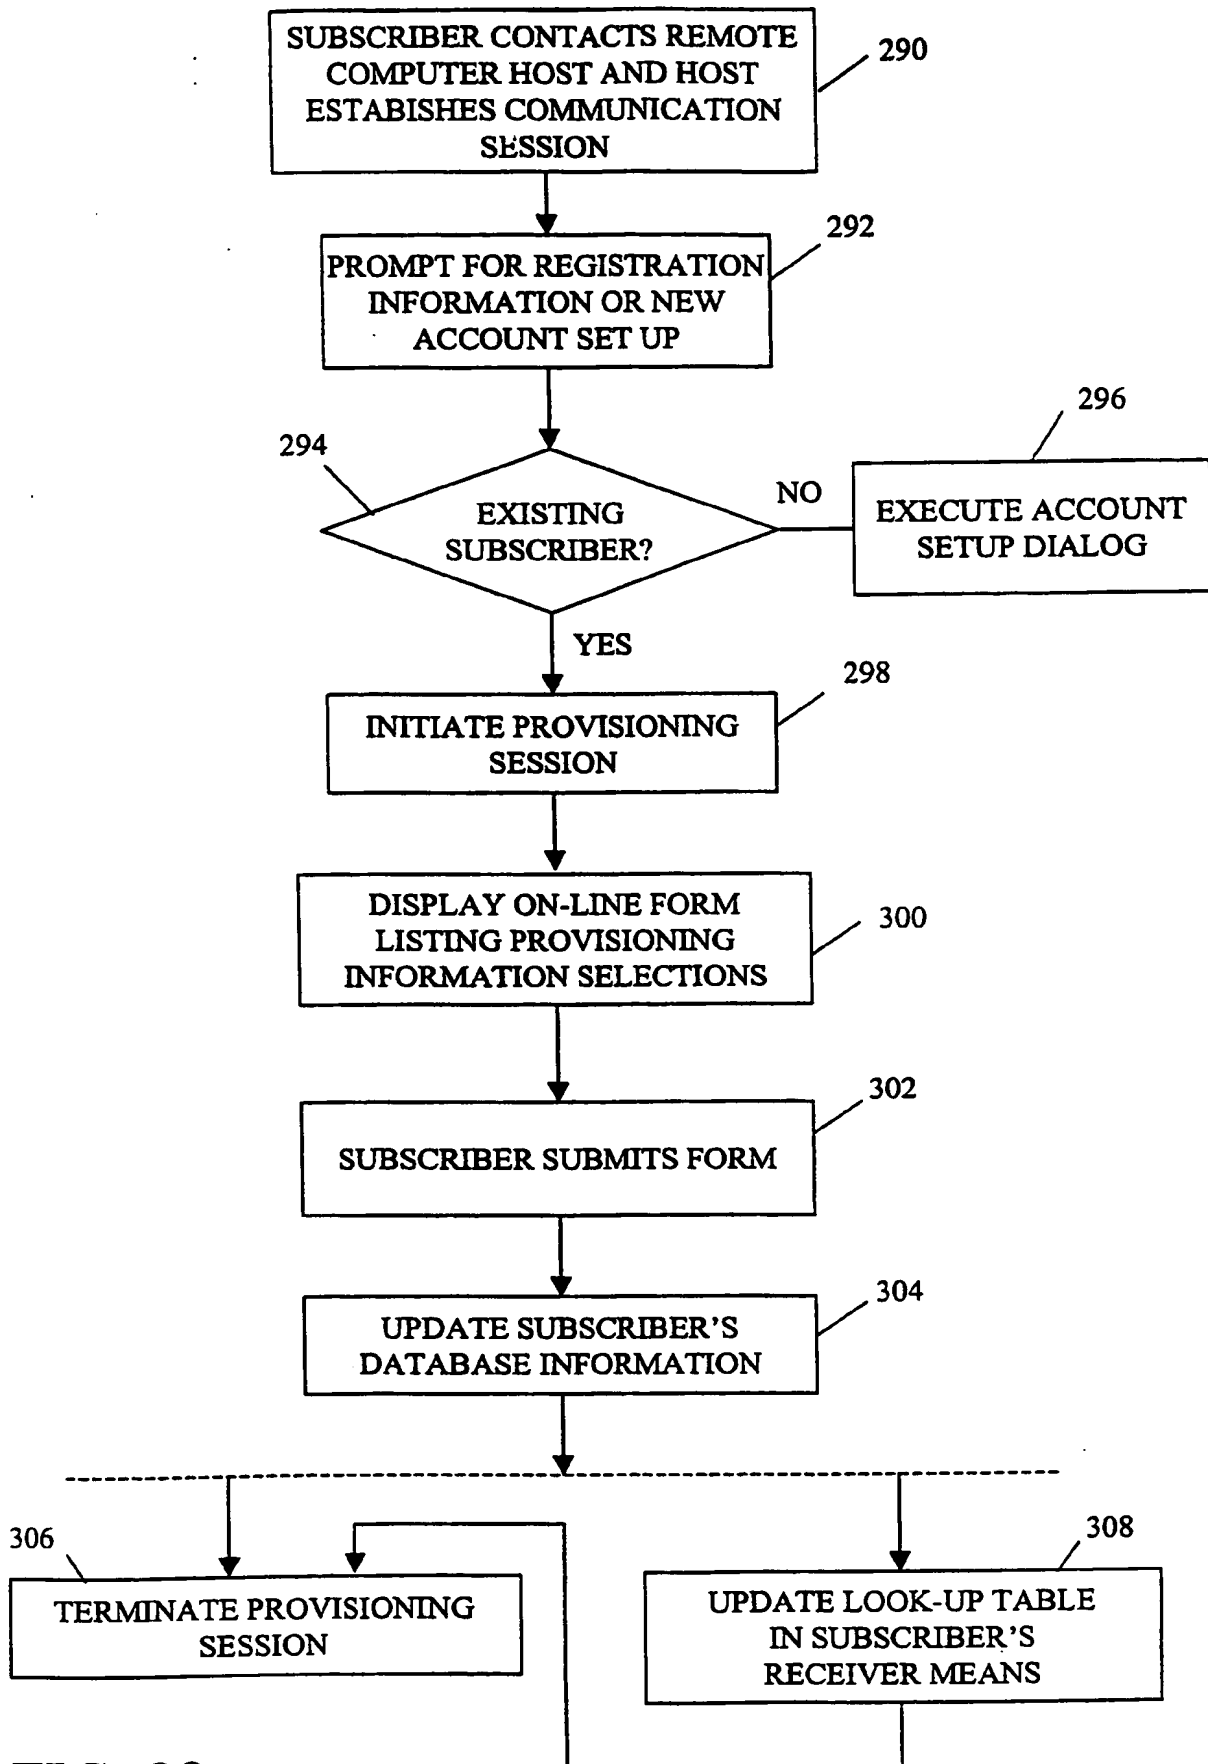 SUBSCRIBER CONTACTS REMOTE
COMPUTER HOST AND HOST
ESTABISHES COMMUNICATION
SESSION
290
292
PROMPT FOR REGISTRATION
INFORMATION OR NEW
ACCOUNT SET UP
294
EXISTING
SUBSCRIBER?
NO
296
EXECUTE ACCOUNT
SETUP DIALOG
YES
298
INITIATE PROVISIONING
SESSION
DISPLAY ON-LINE FORM
LISTING PROVISIONING
INFORMATION SELECTIONS
300
302
SUBSCRIBER SUBMITS FORM
304
UPDATE SUBSCRIBER'S
DATABASE INFORMATION
306
TERMINATE PROVISIONING
SESSION
308
UPDATE LOOK-UP TABLE
IN SUBSCRIBER'S
RECEIVER MEANS